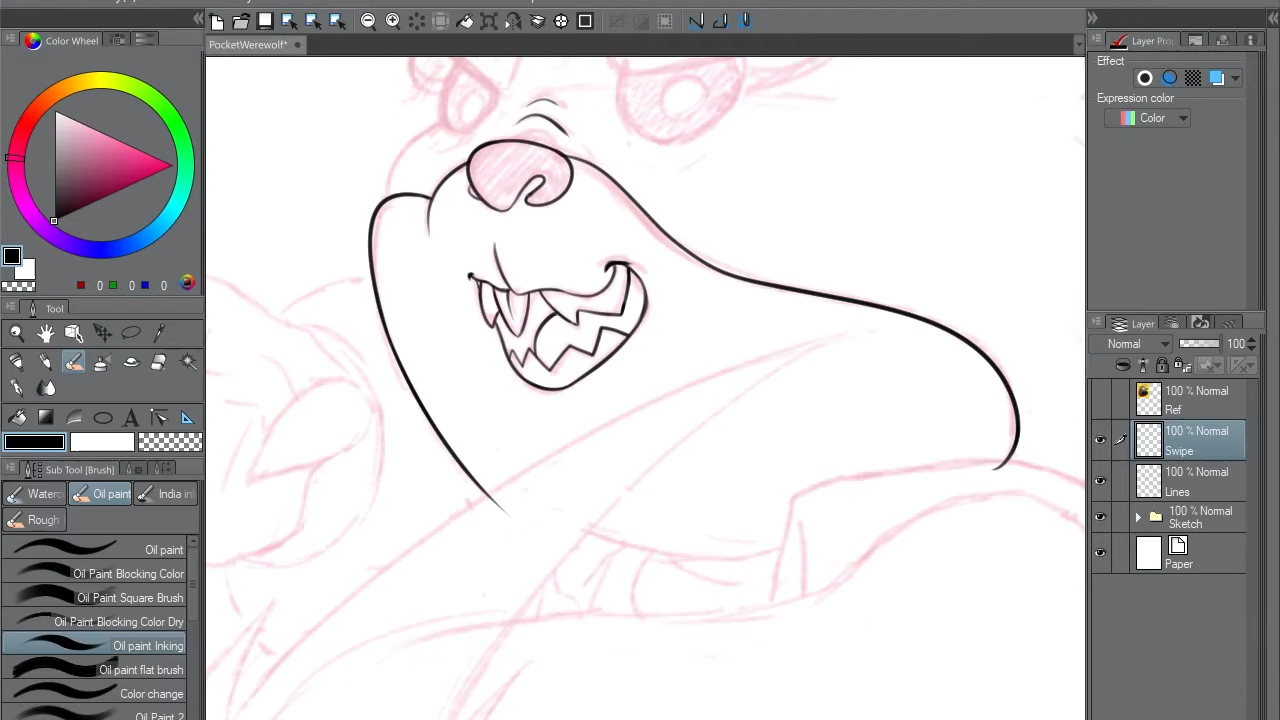 Color Wheel
PocketWerewolf*
0 0 0
Tool
A
Sub Tool [Brush]
Oil paint
India in
Rough
Oil paint
Oil Paint Blocking Color
Oil Paint Square Brush
Oil Paint Blocking Color Dry
Oil paint Inking
Oil paint flat brush
Color change
Oil Paint 2
Layer Prop
Effect
Expression color
Color
Layer
Normal 100
100 % Normal
Ref
100 % Normal
Swipe
100 % Normal
Lines
100 % Normal
Sketch
Paper